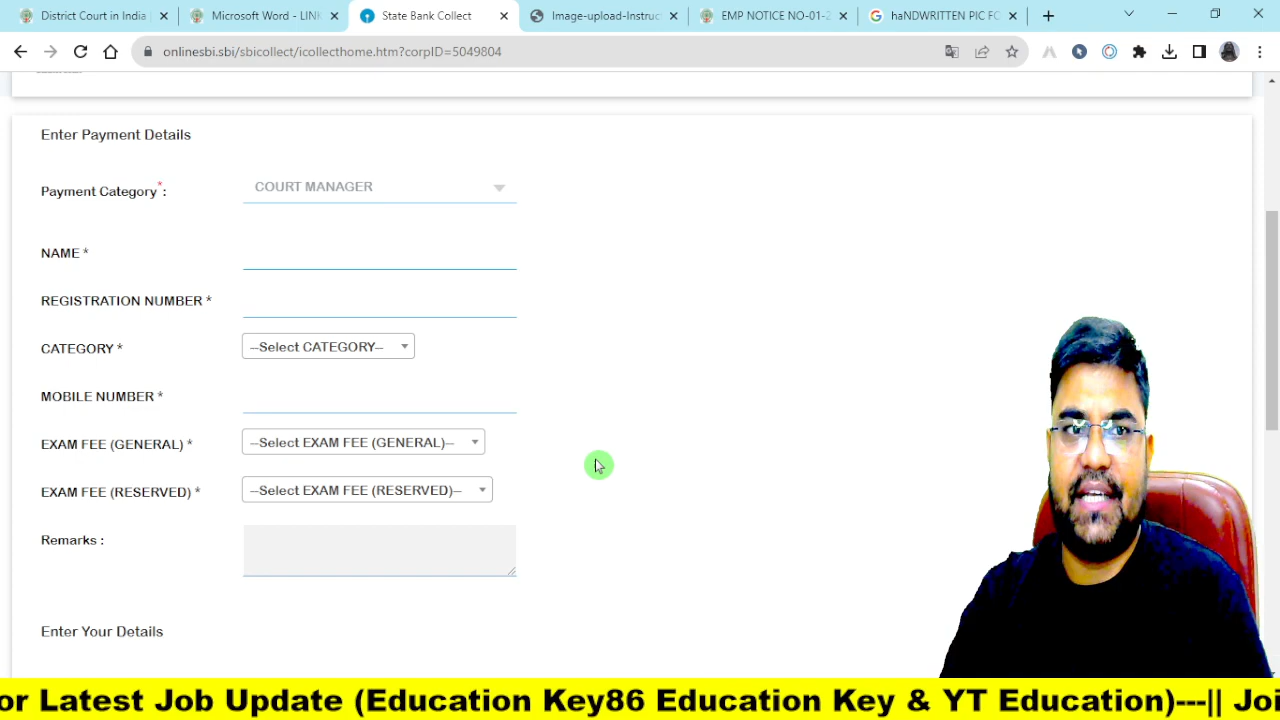 District Court in India
Microsoft Word - LINK
State Bank Collect
Image-upload-Instruc
EMP NOTICE NO-01-2
haNDWRITTEN PIC FO
onlinesbi.sbi/sbicollect/icollecthome.htm?corpID=5049804
Enter Payment Details
Payment Category*:
COURT MANAGER
NAME *
REGISTRATION NUMBER *
CATEGORY *
--Select CATEGORY--
MOBILE NUMBER *
EXAM FEE (GENERAL) *
--Select EXAM FEE (GENERAL)--
EXAM FEE (RESERVED) *
--Select EXAM FEE (RESERVED)--
Remarks :
Enter Your Details
or Latest Job Update (Education Key86 Education Key & YT Education)---|| Joi